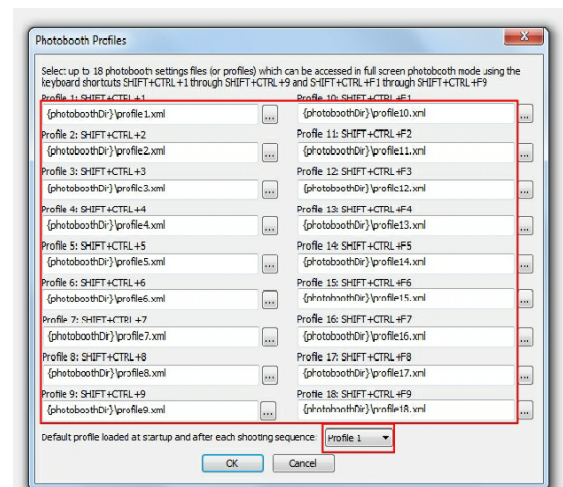 Photobooth Profiles
X
Select up to 18 photobooth settings files (or profiles) which can be accessed in full screen photobooth mode using the
keyboard shortcuts SHIFT+CTRL+1 through SHIFT+CTRL+9 and SHIFT+CTRL+F1 through SHIFT+CTRL+F9
Profile 1: SHIFT+CTRL+1
{photoboothDir}\profile1.xml ...
Profile 2: SHIFT+CTRL+2
{photoboothDir}\profile2.xml ...
Profile 3: SHIFT+CTRL+3
{photoboothDir}\profile3.xml ...
Profile 4: SHIFT+CTRL+4
{photoboothDir}\profile4.xml ...
Profile 5: SHIFT+CTRL+5
{photoboothDir}\profile5.xml ...
Profile 6: SHIFT+CTRL+6
{photoboothDir}\profile6.xml ...
Profile 7: SHIFT+CTRL+7
{photoboothDir}\profile7.xml ...
Profile 8: SHIFT+CTRL+8
{photoboothDir}\profile8.xml ...
Profile 9: SHIFT+CTRL+9
{photoboothDir}\profile9.xml ...
Profile 10: SHIFT+CTRL+F1
{photoboothDir}\profile10.xml ...
Profile 11: SHIFT+CTRL+F2
{photoboothDir}\profile11.xml ...
Profile 12: SHIFT+CTRL+F3
{photoboothDir}\profile12.xml ...
Profile 13: SHIFT+CTRL+F4
{photoboothDir}\profile13.xml ...
Profile 14: SHIFT+CTRL+F5
{photoboothDir}\profile14.xml ...
Profile 15: SHIFT+CTRL+F6
{photoboothDir}\profile15.xml ...
Profile 16: SHIFT+CTRL+F7
{photoboothDir}\profile16.xml ...
Profile 17: SHIFT+CTRL+F8
{photoboothDir}\profile17.xml ...
Profile 18: SHIFT+CTRL+F9
{photoboothDir}\profile18.xml ...
Default profile loaded at startup and after each shooting sequence: Profile 1
OK Cancel